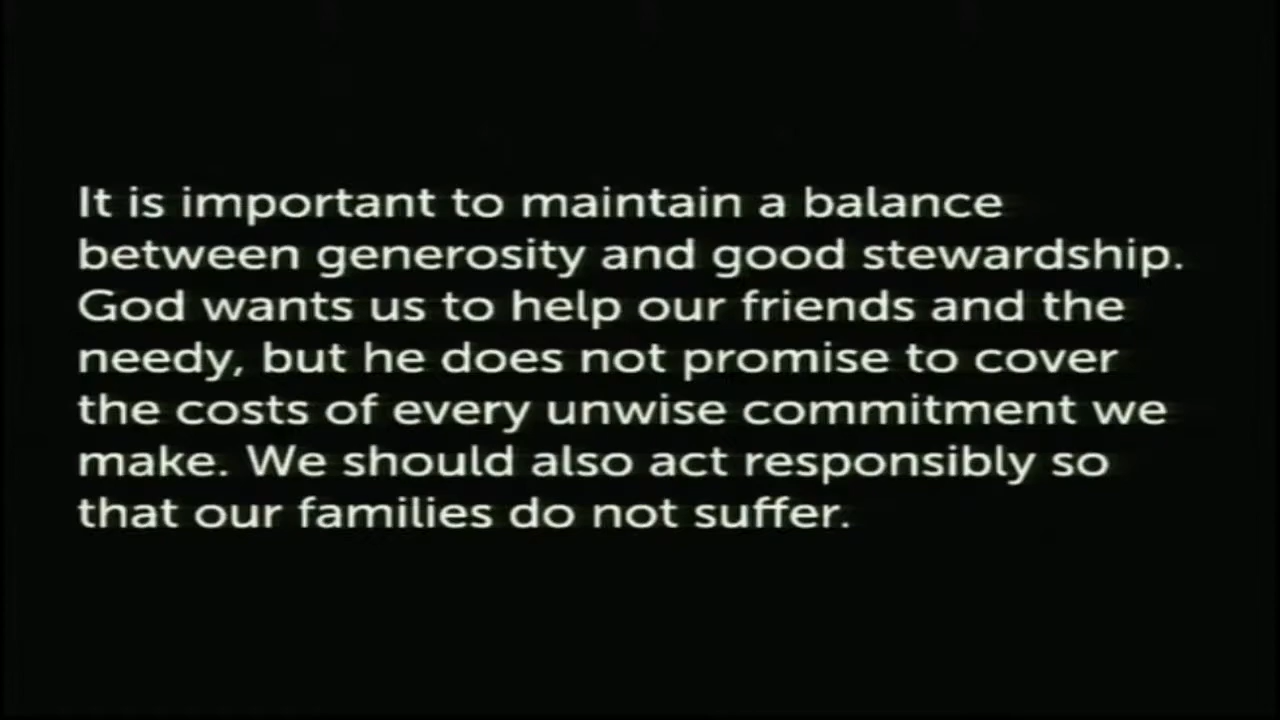 It is important to maintain a balance
between generosity and good stewardship.
God wants us to help our friends and the
needy, but he does not promise to cover
the costs of every unwise commitment we
make. We should also act responsibly so
that our families do not suffer.